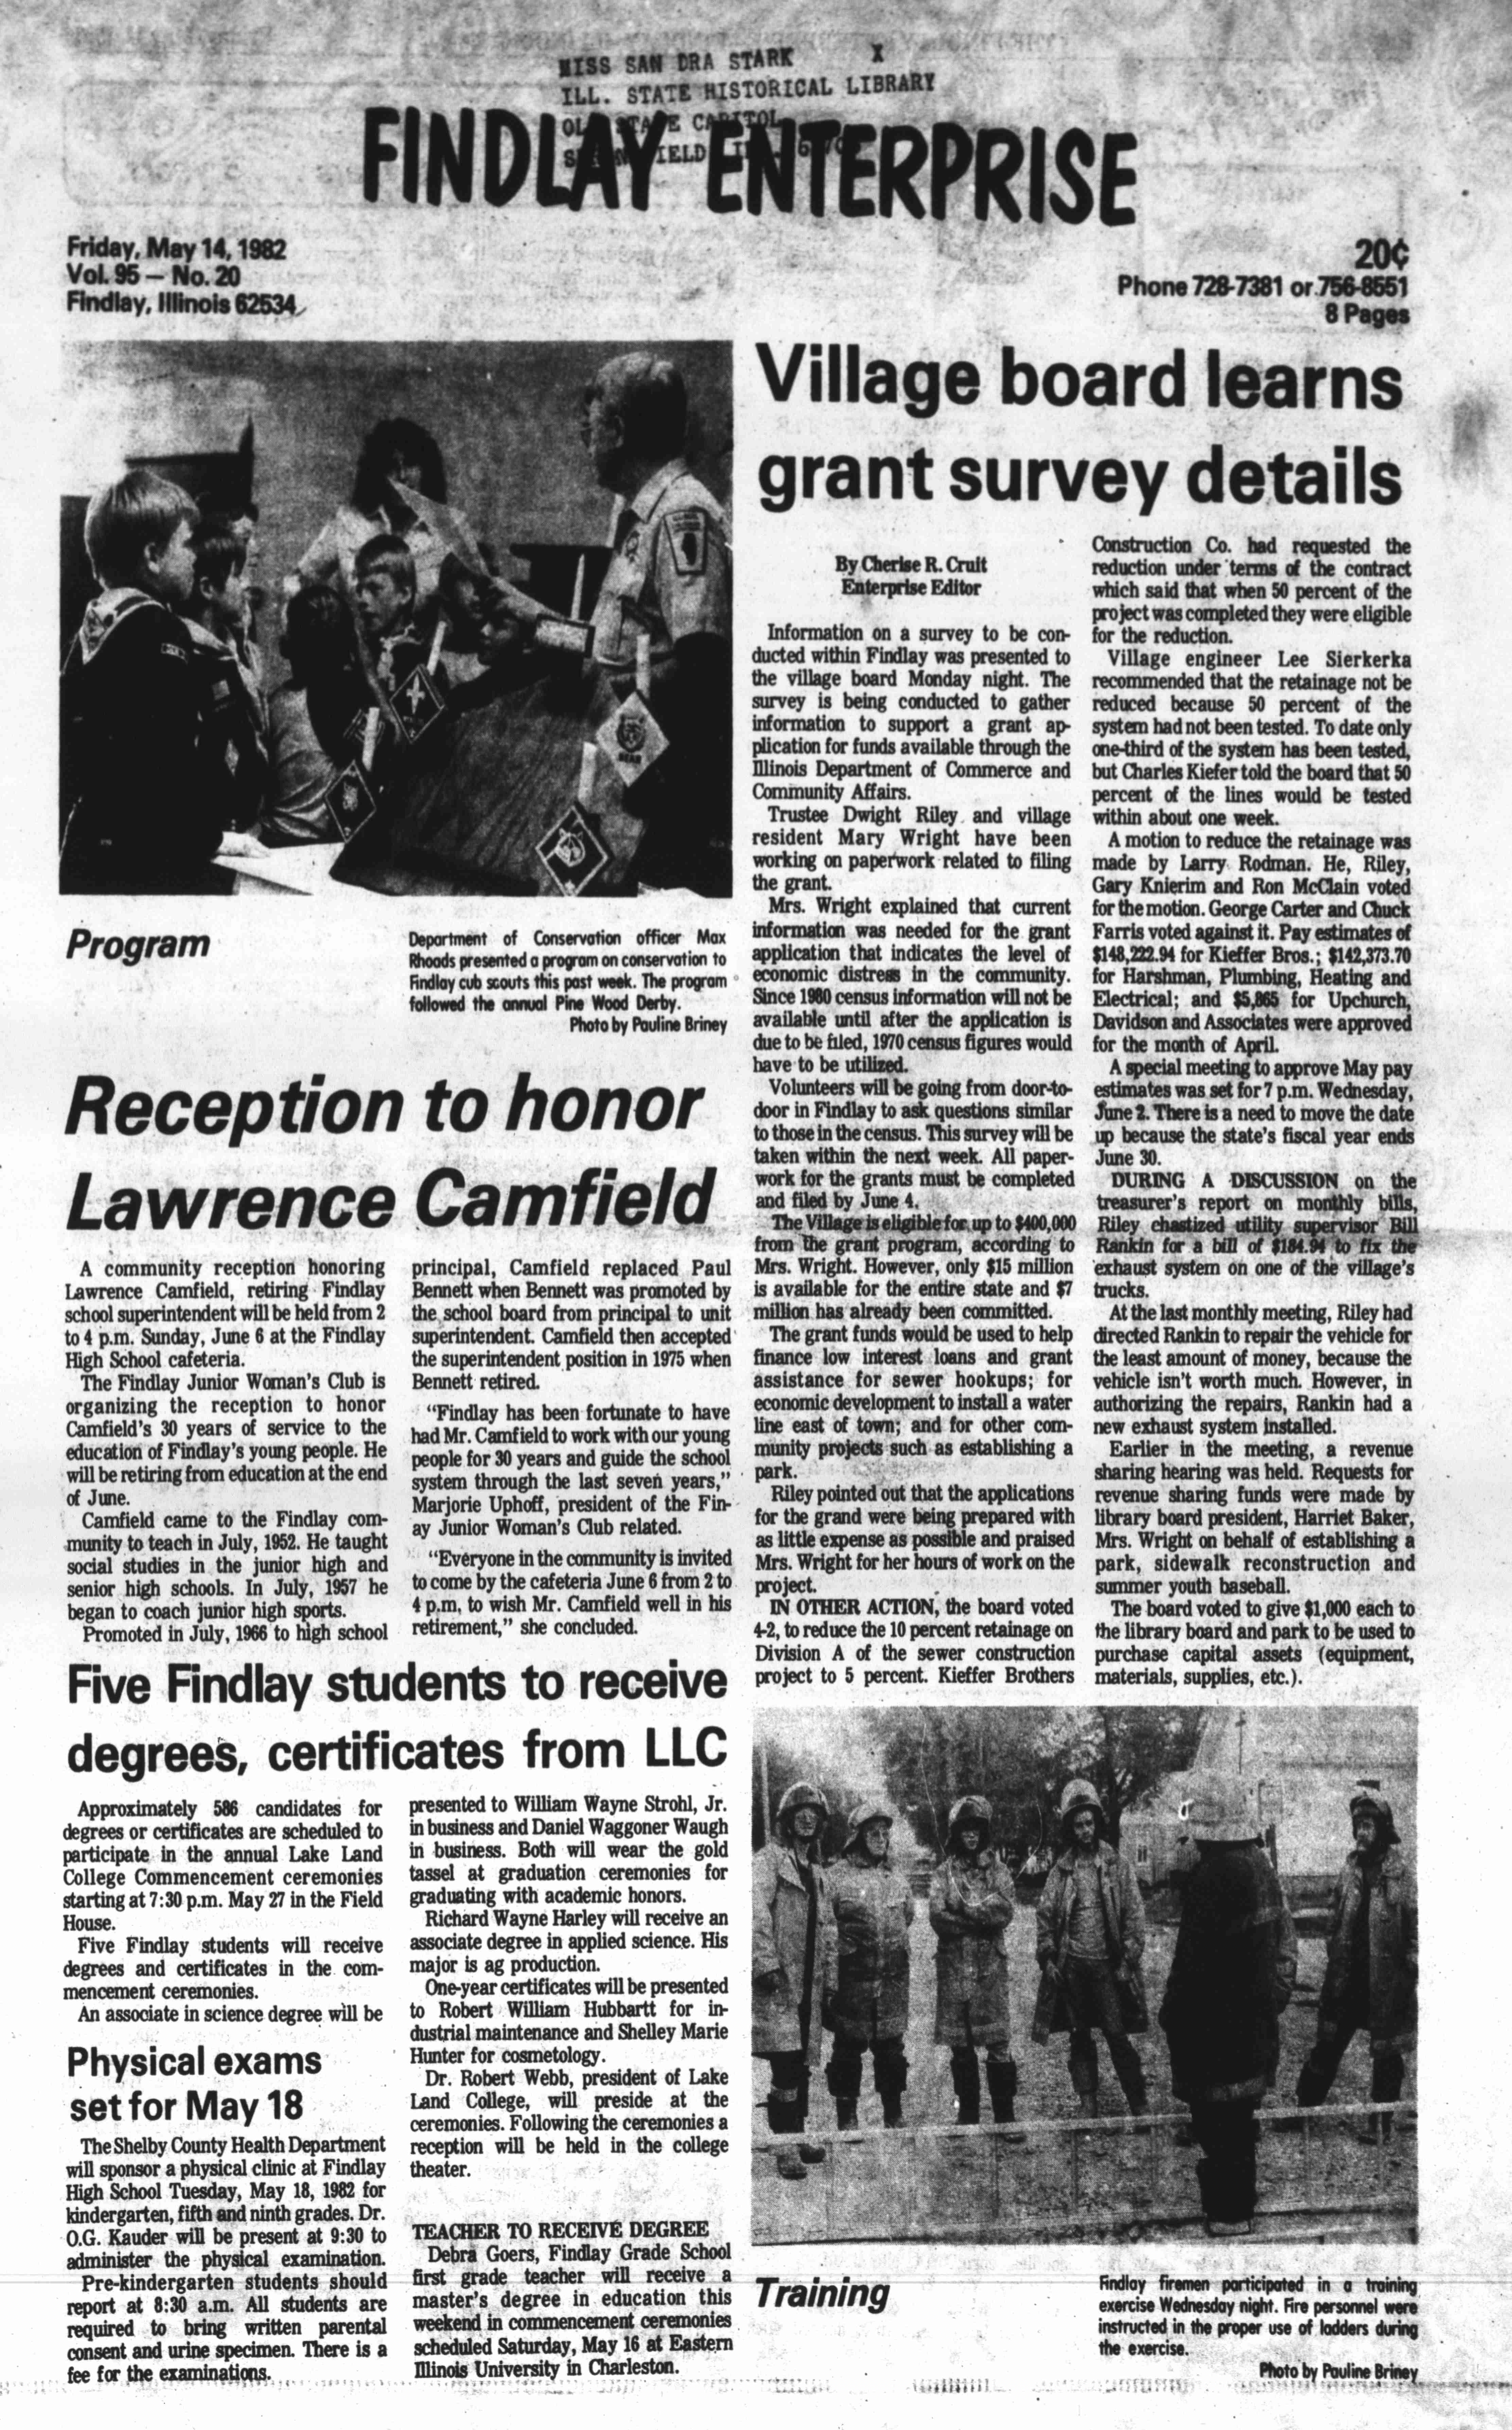 MISS SAN DRA STARK X
ILL. STATE HISTORICAL LIBRARY
FINDLAY ENTERPRISE
Friday, May 14, 1982
Vol. 95 — No. 20
Findlay, Illinois 62534
20¢
Phone 728-7381 or 756-8551
8 Pages
Program
Department of Conservation officer Max
Rhoads presented a program on conservation to
Findlay cub scouts this past week. The program
followed the annual Pine Wood Derby.
Photo by Pauline Briney
Reception to honor
Lawrence Camfield
A community reception honoring
Lawrence Camfield, retiring Findlay
school superintendent will be held from 2
to 4 p.m. Sunday, June 6 at the Findlay
High School cafeteria.
The Findlay Junior Woman's Club is
organizing the reception to honor
Camfield's 30 years of service to the
education of Findlay's young people. He
will be retiring from education at the end
of June.
Camfield came to the Findlay com-
munity to teach in July, 1952. He taught
social studies in the junior high and
senior high schools. In July, 1957 he
began to coach junior high sports.
Promoted in July, 1966 to high school
principal, Camfield replaced Paul
Bennett when Bennett was promoted by
the school board from principal to unit
superintendent. Camfield then accepted
the superintendent position in 1975 when
Bennett retired.
"Findlay has been fortunate to have
had Mr. Camfield to work with our young
people for 30 years and guide the school
system through the last seven years,"
Marjorie Uphoff, president of the Fin-
ay Junior Woman's Club related.
"Everyone in the community is invited
to come by the cafeteria June 6 from 2 to
4 p.m. to wish Mr. Camfield well in his
retirement," she concluded.
Five Findlay students to receive
degrees, certificates from LLC
Approximately 586 candidates for
degrees or certificates are scheduled to
participate in the annual Lake Land
College Commencement ceremonies
starting at 7:30 p.m. May 27 in the Field
House.
Five Findlay students will receive
degrees and certificates in the com-
mencement ceremonies.
An associate in science degree will be
presented to William Wayne Strohl, Jr.
in business and Daniel Waggoner Waugh
in business. Both will wear the gold
tassel at graduation ceremonies for
graduating with academic honors.
Richard Wayne Harley will receive an
associate degree in applied science. His
major is ag production.
One-year certificates will be presented
to Robert William Hubbartt for in-
dustrial maintenance and Shelley Marie
Hunter for cosmetology.
Dr. Robert Webb, president of Lake
Land College, will preside at the
ceremonies. Following the ceremonies a
reception will be held in the college
theater.
Physical exams
set for May 18
The Shelby County Health Department
will sponsor a physical clinic at Findlay
High School Tuesday, May 18, 1982 for
kindergarten, fifth and ninth grades. Dr.
O.G. Kauder will be present at 9:30 to
administer the physical examination.
Pre-kindergarten students should
report at 8:30 a.m. All students are
required to bring written parental
consent and urine specimen. There is a
fee for the examinations.
TEACHER TO RECEIVE DEGREE
Debra Goers, Findlay Grade School
first grade teacher will receive a
master's degree in education this
weekend in commencement ceremonies
scheduled Saturday, May 16 at Eastern
Illinois University in Charleston.
Village board learns
grant survey details
By Cherise R. Cruit
Enterprise Editor
Information on a survey to be con-
ducted within Findlay was presented to
the village board Monday night. The
survey is being conducted to gather
information to support a grant ap-
plication for funds available through the
Illinois Department of Commerce and
Community Affairs.
Trustee Dwight Riley and village
resident Mary Wright have been
working on paperwork related to filing
the grant.
Mrs. Wright explained that current
information was needed for the grant
application that indicates the level of
economic distress in the community.
Since 1980 census information will not be
available until after the application is
due to be filed, 1970 census figures would
have to be utilized.
Volunteers will be going from door-to-
door in Findlay to ask questions similar
to those in the census. This survey will be
taken within the next week. All paper-
work for the grants must be completed
and filed by June 4.
The Village is eligible for up to $400,000
from the grant program, according to
Mrs. Wright. However, only $15 million
is available for the entire state and $7
million has already been committed.
The grant funds would be used to help
finance low interest loans and grant
assistance for sewer hookups; for
economic development to install a water
line east of town; and for other com-
munity projects such as establishing a
park.
Riley pointed out that the applications
for the grand were being prepared with
as little expense as possible and praised
Mrs. Wright for her hours of work on the
project.
IN OTHER ACTION, the board voted
4-2, to reduce the 10 percent retainage on
Division A of the sewer construction
project to 5 percent. Kieffer Brothers
Construction Co. had requested the
reduction under terms of the contract
which said that when 50 percent of the
project was completed they were eligible
for the reduction.
Village engineer Lee Sierkerka
recommended that the retainage not be
reduced because 50 percent of the
system had not been tested. To date only
one-third of the system has been tested,
but Charles Kiefer told the board that 50
percent of the lines would be tested
within about one week.
A motion to reduce the retainage was
made by Larry Rodman. He, Riley,
Gary Knierim and Ron McClain voted
for the motion. George Carter and Chuck
Farris voted against it. Pay estimates of
$148,222.94 for Kieffer Bros.; $142,373.70
for Harshman, Plumbing, Heating and
Electrical; and $5,865 for Upchurch,
Davidson and Associates were approved
for the month of April.
A special meeting to approve May pay
estimates was set for 7 p.m. Wednesday,
June 2. There is a need to move the date
up because the state's fiscal year ends
June 30.
DURING A DISCUSSION on the
treasurer's report on monthly bills,
Riley chastized utility supervisor Bill
Rankin for a bill of $184.94 to fix the
exhaust system on one of the village's
trucks.
At the last monthly meeting, Riley had
directed Rankin to repair the vehicle for
the least amount of money, because the
vehicle isn't worth much. However, in
authorizing the repairs, Rankin had a
new exhaust system installed.
Earlier in the meeting, a revenue
sharing hearing was held. Requests for
revenue sharing funds were made by
library board president, Harriet Baker,
Mrs. Wright on behalf of establishing a
park, sidewalk reconstruction and
summer youth baseball.
The board voted to give $1,000 each to
the library board and park to be used to
purchase capital assets (equipment,
materials, supplies, etc.).
Training
Findlay firemen participated in a training
exercise Wednesday night. Fire personnel were
instructed in the proper use of ladders during
the exercise.
Photo by Pauline Briney